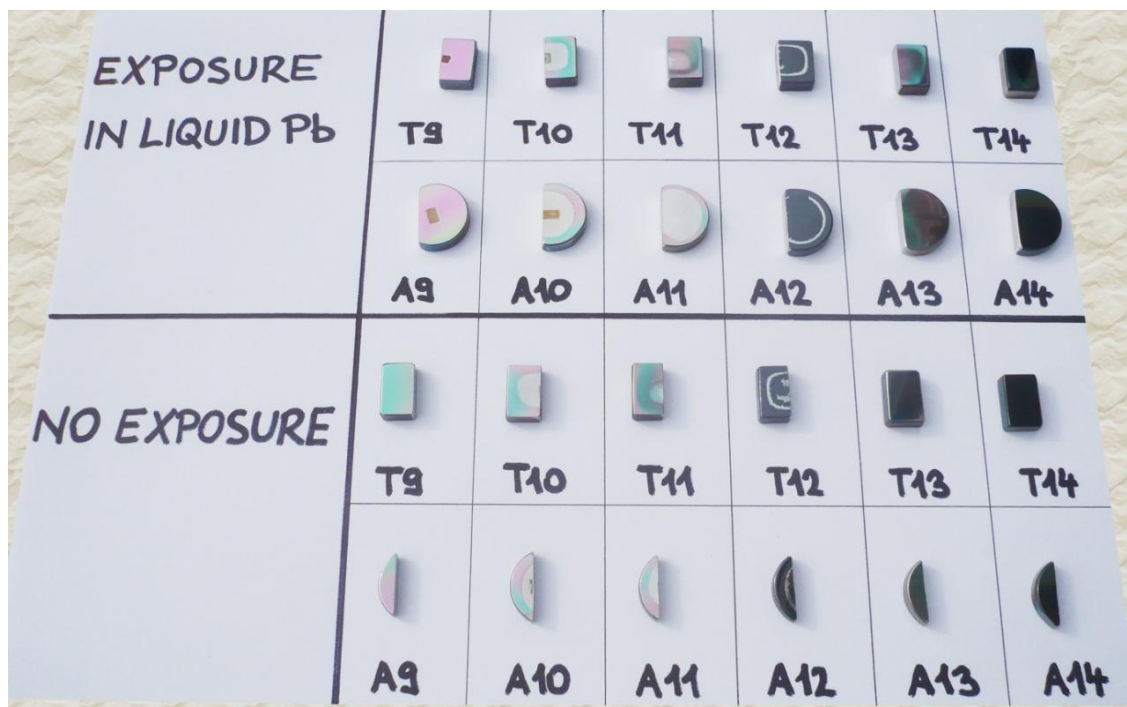 EXPOSURE
IN LIQUID Pb
T9 T10 T11 T12 T13 T14
A9 A10 A11 A12 A13 A14
NO EXPOSURE
T9 T10 T11 T12 T13 T14
A9 A10 A11 A12 A13 A14